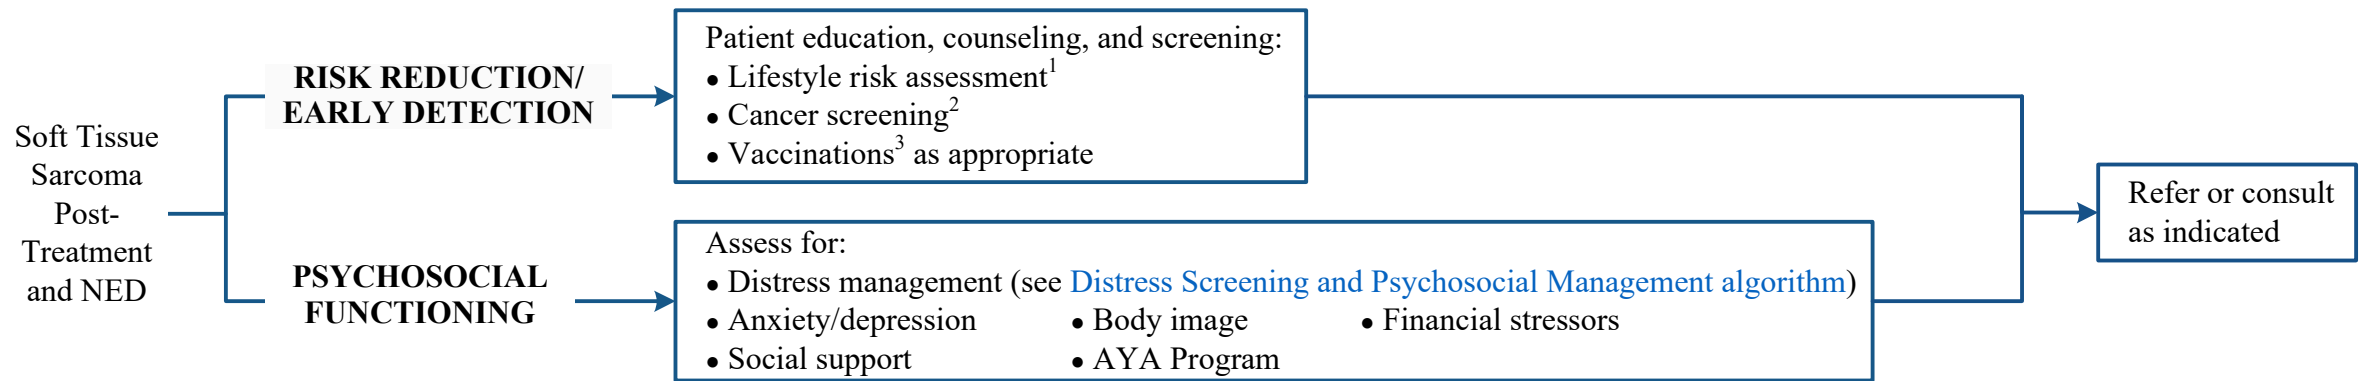 Soft Tissue
Sarcoma
Post-
Treatment
and NED
RISK REDUCTION/
EARLY DETECTION
Patient education, counseling, and screening:
● Lifestyle risk assessment1
● Cancer screening2
● Vaccinations3 as appropriate
PSYCHOSOCIAL
FUNCTIONING
Assess for:
● Distress management (see Distress Screening and Psychosocial Management algorithm)
● Anxiety/depression ● Body image ● Financial stressors
● Social support ● AYA Program
Refer or consult
as indicated